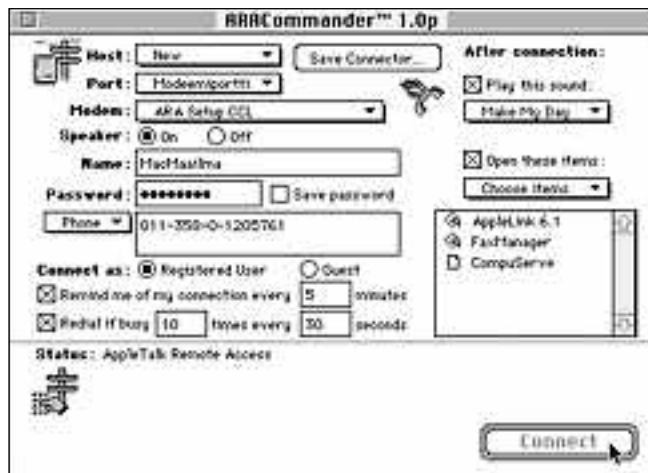 ARACommander™ 1.0p
Host: New
Save Connector...
After connection:
Port:
Play this sound:
Modem: ARA Setup CCL
Make My Day
Speaker: On Off
Name: MacMaxima
Open these items:
Password: •••••••• Save password
Choose Items
Phone 011-358-0-1205761
AppleLink 6.1
FaxManager
CompuServe
Connect as: Registered User Guest
Remind me of my connection every 5 minutes
Redial if busy 10 times every 30 seconds
Status: AppleTalk Remote Access
Connect